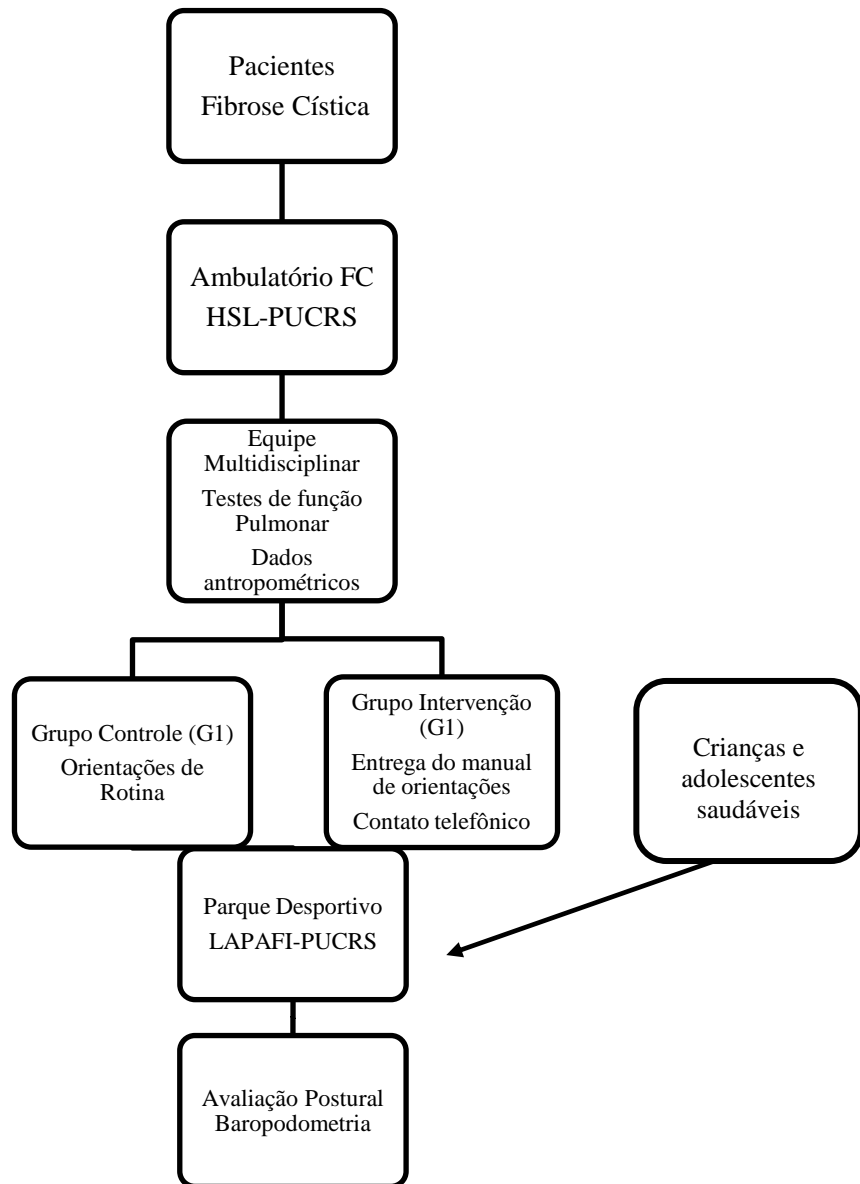 Pacientes
Fibrose Cística
Ambulatório FC
HSL-PUCRS
Equipe
Multidisciplinar
Testes de função
Pulmonar
Dados
antropométricos
Grupo Controle (G1)
Orientações de
Rotina
Grupo Intervenção
(G1)
Entrega do manual
de orientações
Contato telefônico
Crianças e
adolescentes
saudáveis
Parque Desportivo
LAPAFI-PUCRS
Avaliação Postural
Baropodometria